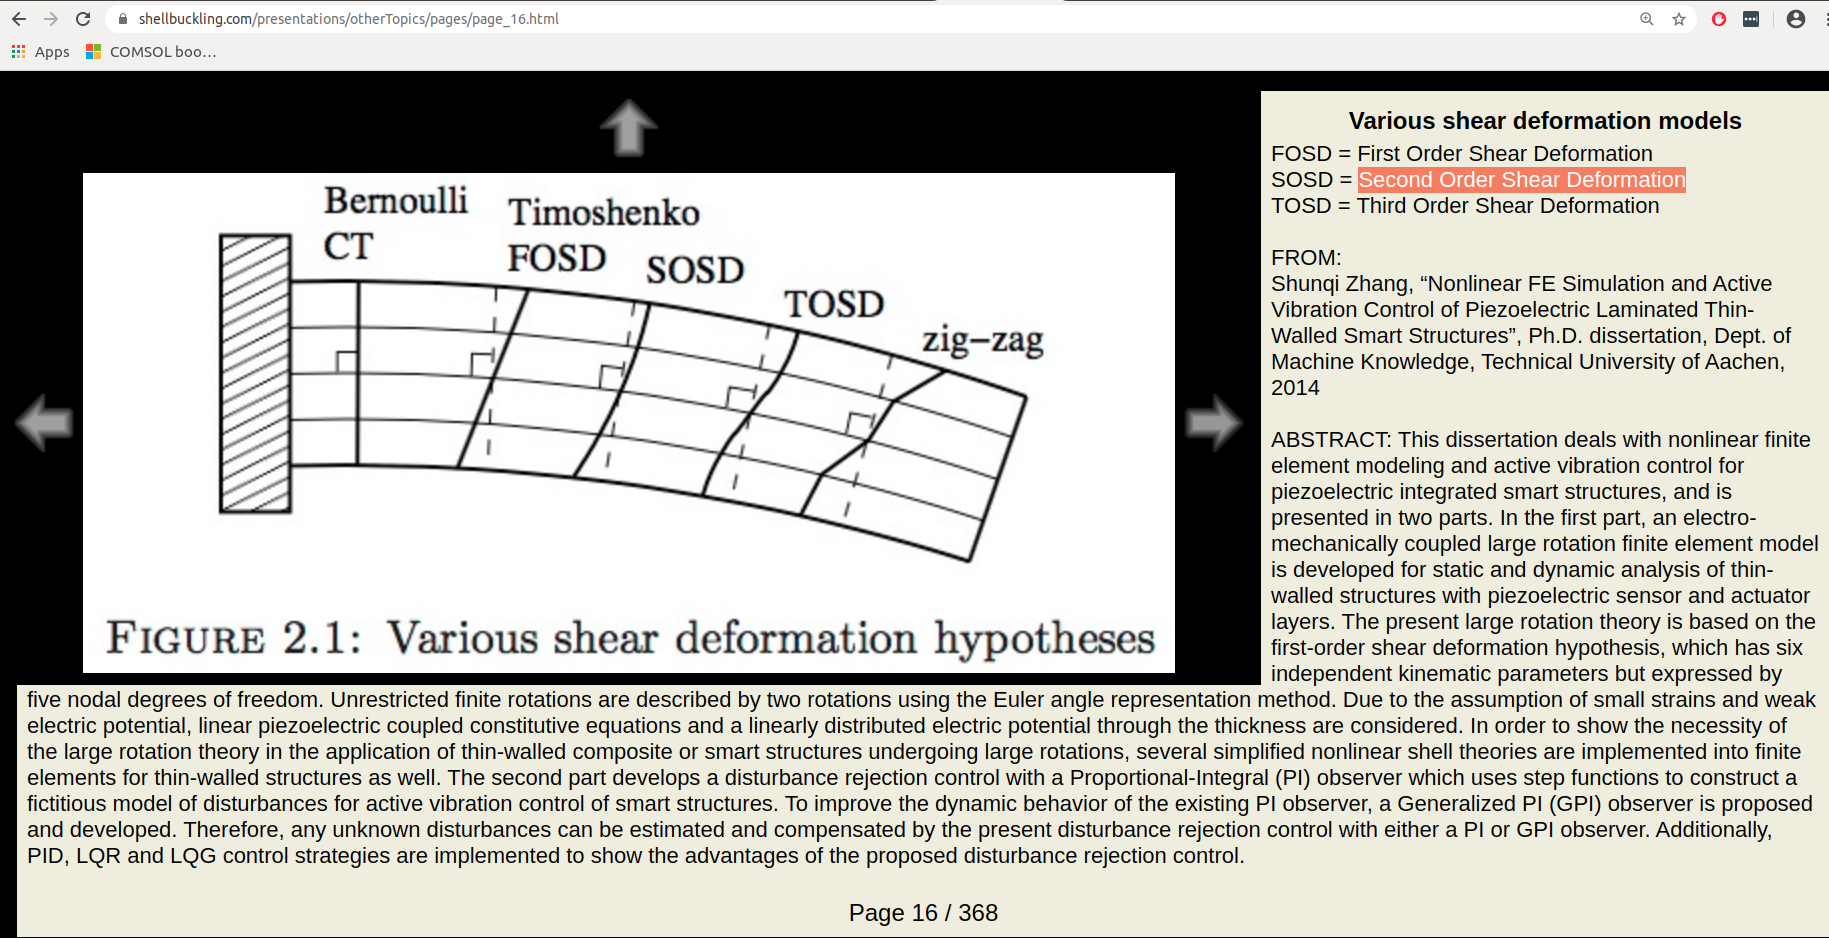 shellbuckling.com/presentations/otherTopics/pages/page_16.html
Apps
COMSOL boo...
Bernoulli
CT
Timoshenko
FOSD
SOSD
TOSD
zig-zag
FIGURE 2.1: Various shear deformation hypotheses
Various shear deformation models
FOSD = First Order Shear Deformation
SOSD = Second Order Shear Deformation
TOSD = Third Order Shear Deformation
FROM:
Shunqi Zhang, “Nonlinear FE Simulation and Active
Vibration Control of Piezoelectric Laminated Thin-
Walled Smart Structures”, Ph.D. dissertation, Dept. of
Machine Knowledge, Technical University of Aachen,
2014
ABSTRACT: This dissertation deals with nonlinear finite
element modeling and active vibration control for
piezoelectric integrated smart structures, and is
presented in two parts. In the first part, an electro-
mechanically coupled large rotation finite element model
is developed for static and dynamic analysis of thin-
walled structures with piezoelectric sensor and actuator
layers. The present large rotation theory is based on the
first-order shear deformation hypothesis, which has six
independent kinematic parameters but expressed by
five nodal degrees of freedom. Unrestricted finite rotations are described by two rotations using the Euler angle representation method. Due to the assumption of small strains and weak
electric potential, linear piezoelectric coupled constitutive equations and a linearly distributed electric potential through the thickness are considered. In order to show the necessity of
the large rotation theory in the application of thin-walled composite or smart structures undergoing large rotations, several simplified nonlinear shell theories are implemented into finite
elements for thin-walled structures as well. The second part develops a disturbance rejection control with a Proportional-Integral (PI) observer which uses step functions to construct a
fictitious model of disturbances for active vibration control of smart structures. To improve the dynamic behavior of the existing PI observer, a Generalized PI (GPI) observer is proposed
and developed. Therefore, any unknown disturbances can be estimated and compensated by the present disturbance rejection control with either a PI or GPI observer. Additionally,
PID, LQR and LQG control strategies are implemented to show the advantages of the proposed disturbance rejection control.
Page 16 / 368